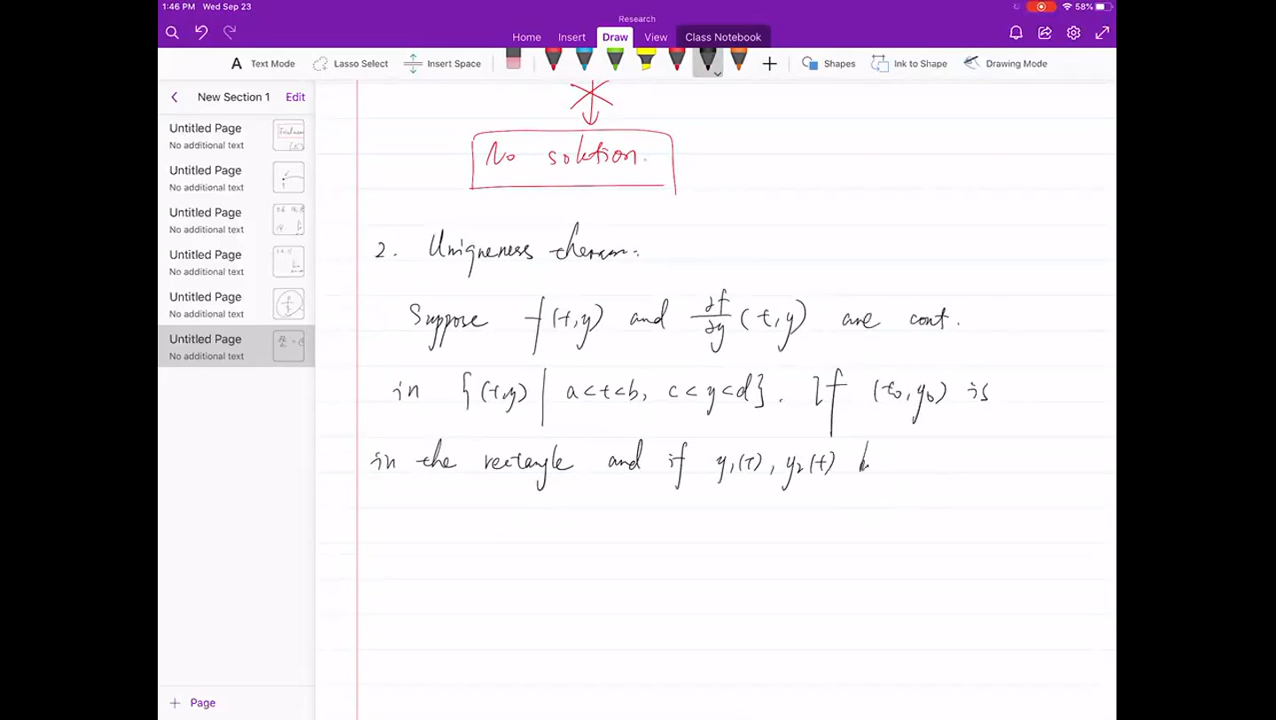 1:46 PM Wed Sep 23
58%
Research
Home Insert Draw View Class Notebook
A Text Mode Lasso Select Insert Space Shapes Ink to Shape Drawing Mode
New Section 1 Edit
Untitled Page
No additional text
Untitled Page
No additional text
Untitled Page
No additional text
Untitled Page
No additional text
Untitled Page
No additional text
Untitled Page
No additional text
Page
No solution.
2. Uniqueness theorem.
Suppose f(t,y) and ∂f/∂y (t,y) are cont.
in {(t,y) | a<t<b, c<y<d}. If (t₀,y₀) is
in the rectangle and if y₁(t), y₂(t)